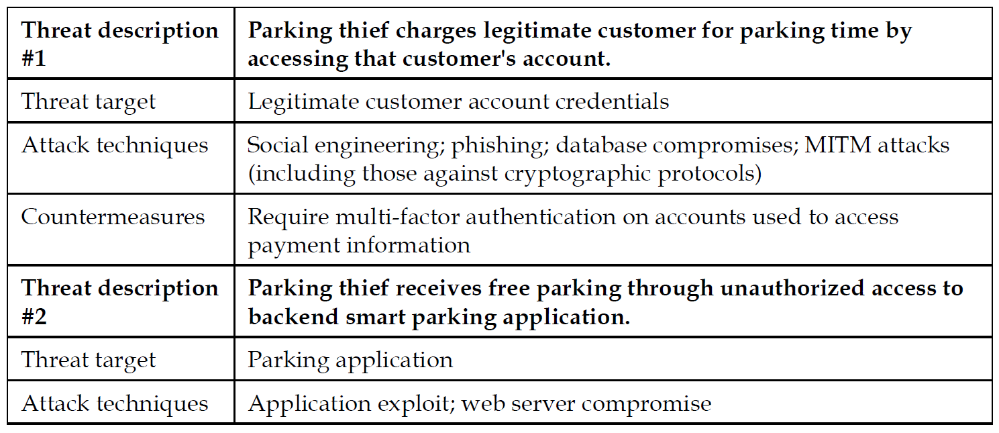 Threat description
#1
Parking thief charges legitimate customer for parking time by
accessing that customer's account.
Threat target
Legitimate customer account credentials
Attack techniques
Social engineering; phishing; database compromises; MITM attacks
(including those against cryptographic protocols)
Countermeasures
Require multi-factor authentication on accounts used to access
payment information
Threat description
#2
Parking thief receives free parking through unauthorized access to
backend smart parking application.
Threat target
Parking application
Attack techniques
Application exploit; web server compromise